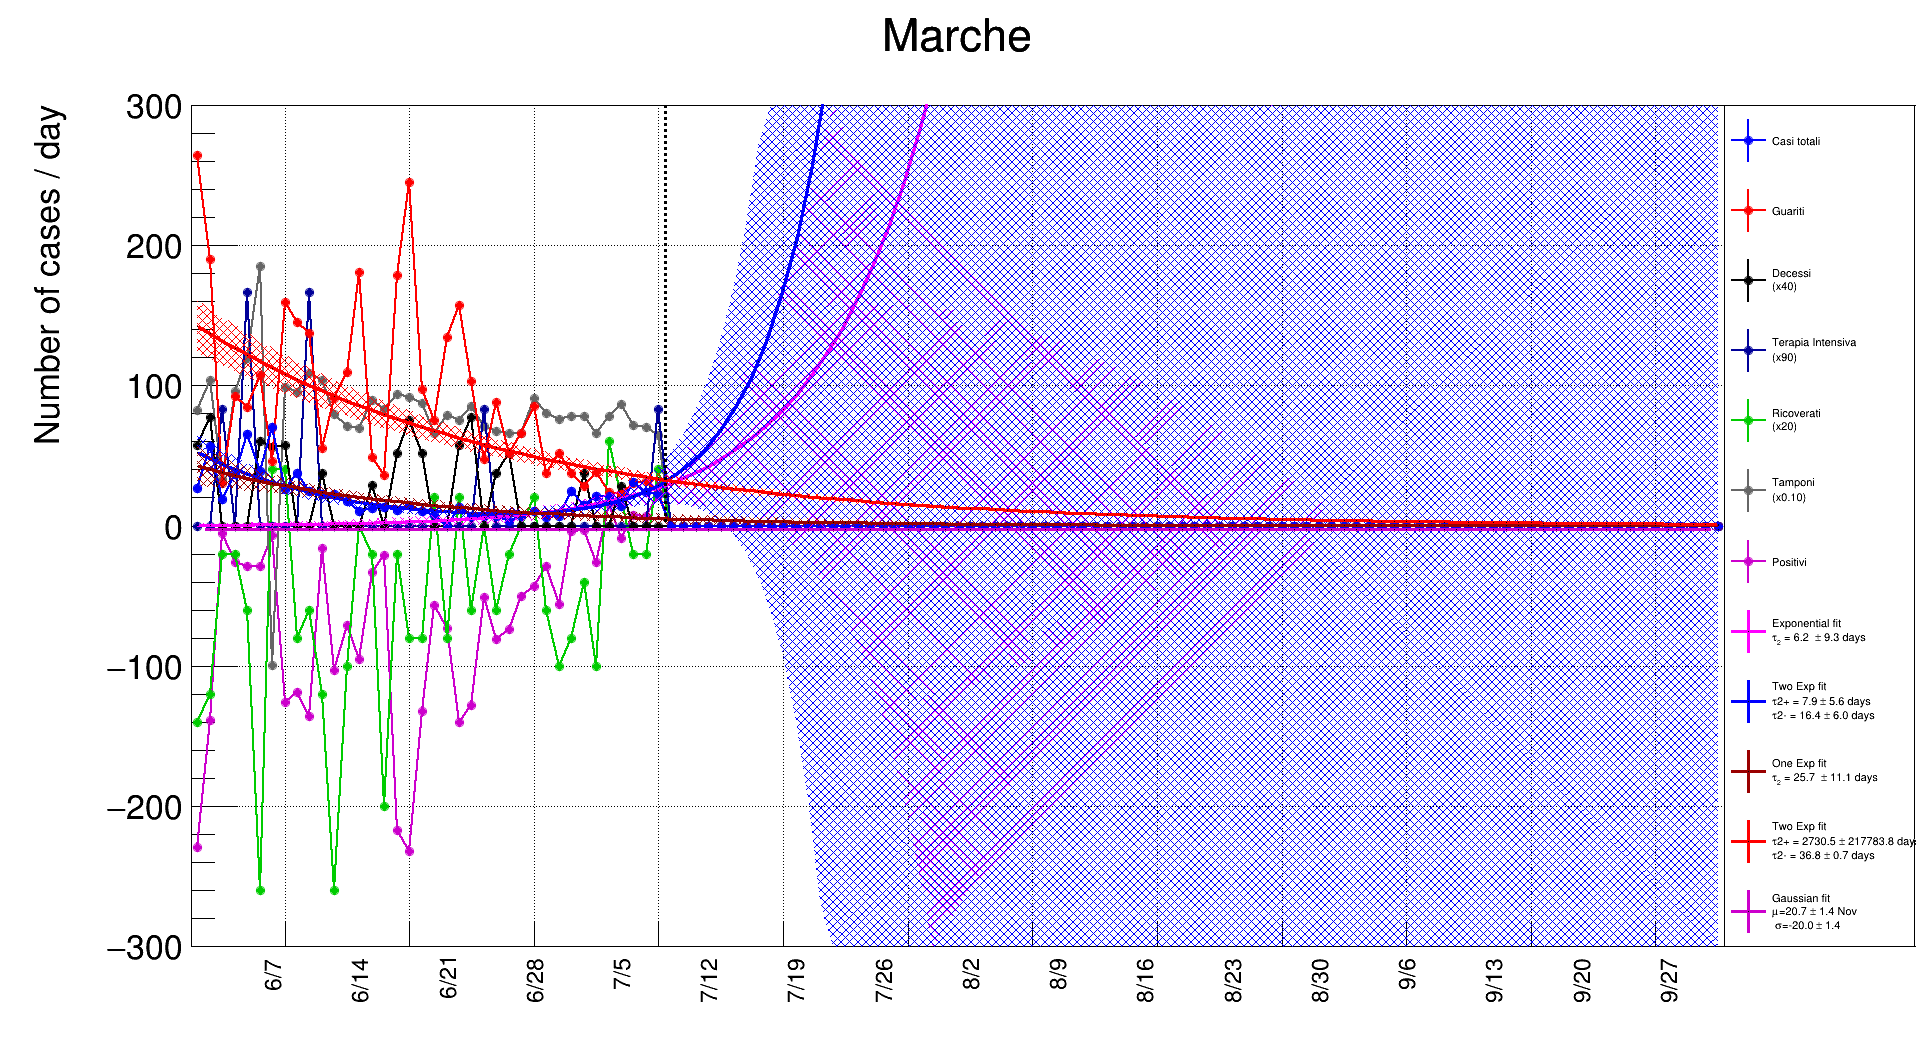 Marche
Number of cases / day
300
200
100
0
−100
−200
−300
6/7
6/14
6/21
6/28
7/5
7/12
7/19
7/26
8/2
8/9
8/16
8/23
8/30
9/6
9/13
9/20
9/27
Casi totali
Guariti
Decessi
(x40)
Terapia Intensiva
(x90)
Ricoverati
(x20)
Tamponi
(x0.10)
Positivi
Exponential fit
τ2 = 6.2 ± 9.3 days
Two Exp fit
τ2+ = 7.9 ± 5.6 days
τ2- = 16.4 ± 6.0 days
One Exp fit
τ2 = 25.7 ± 11.1 days
Two Exp fit
τ2+ = 2730.5 ± 217783.8 day
τ2- = 36.8 ± 0.7 days
Gaussian fit
μ=20.7 ± 1.4 Nov
σ=-20.0 ± 1.4